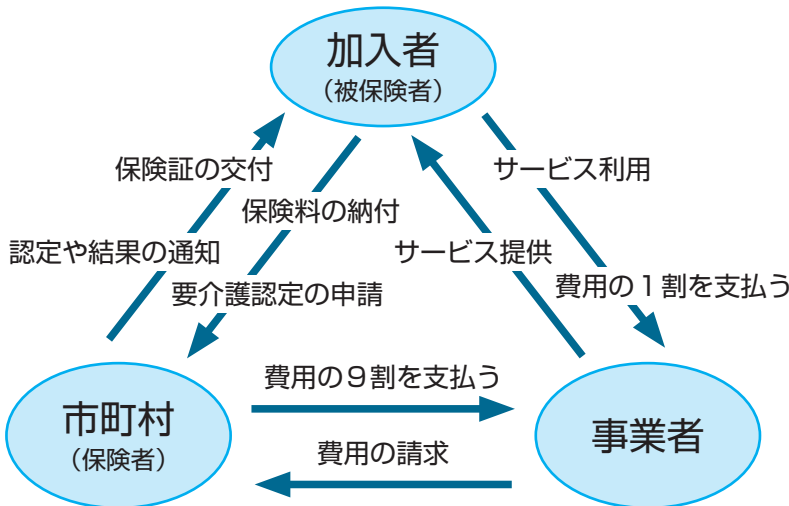 加入者
（被保険者）
保険証の交付
サービス利用
保険料の納付
認定や結果の通知
サービス提供
要介護認定の申請
費用の１割を支払う
費用の９割を支払う
市町村
（保険者）
事業者
費用の請求